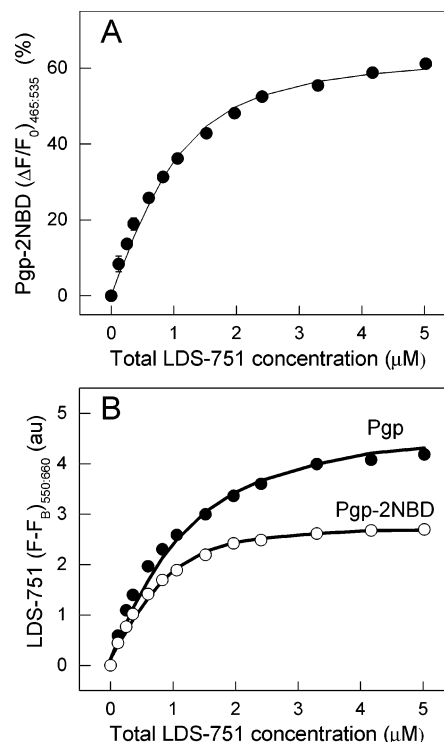 A
Pgp-2NBD (ΔF/F₀)₄₆₅:₅₃₅ (%)
60
40
20
0
0 1 2 3 4 5
Total LDS-751 concentration (μM)
B
LDS-751 (F-F_B)₅₅₀:₆₆₀ (au)
5
4
3
2
1
0
Pgp
Pgp-2NBD
0 1 2 3 4 5
Total LDS-751 concentration (μM)